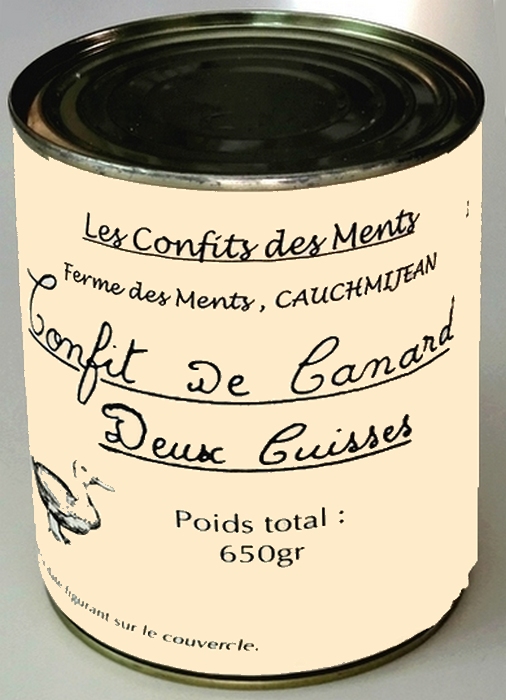 Les Confits des Ments
Ferme des Ments , CAUCHMIJEAN
Confit De Canard
Deux Cuisses
Poids total :
650gr
date figurant sur le couvercle.